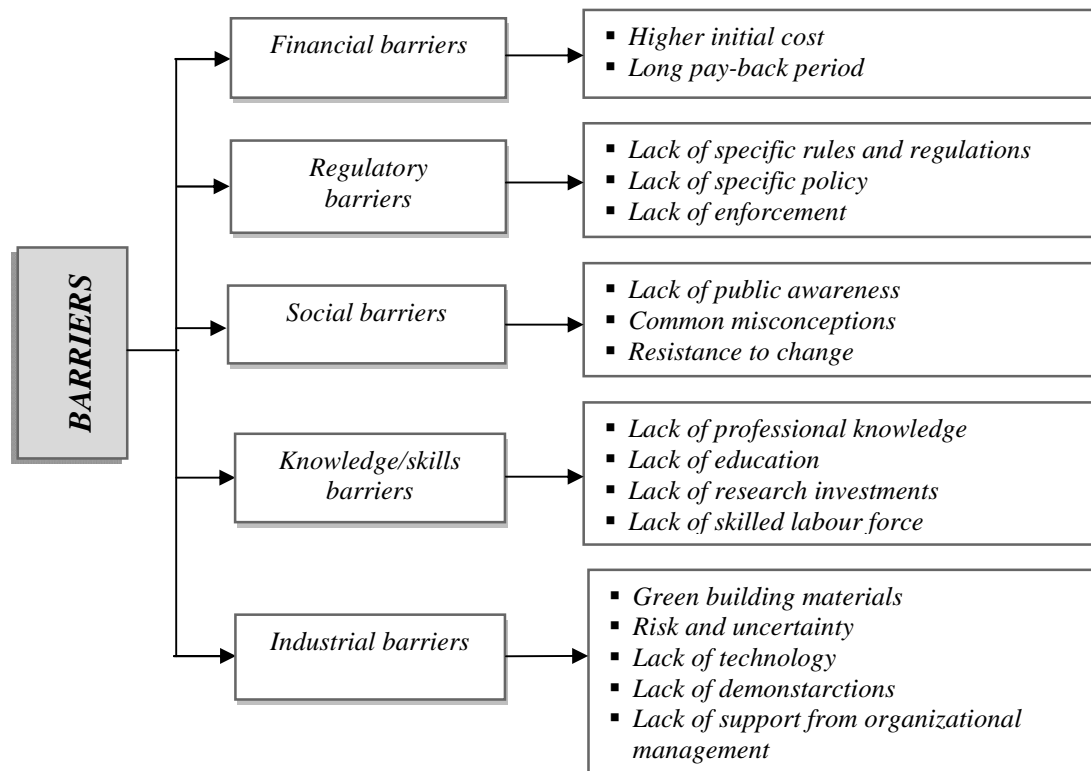 BARRIERS
Financial barriers
▪ Higher initial cost
▪ Long pay-back period
Regulatory
barriers
▪ Lack of specific rules and regulations
▪ Lack of specific policy
▪ Lack of enforcement
Social barriers
▪ Lack of public awareness
▪ Common misconceptions
▪ Resistance to change
Knowledge/skills
barriers
▪ Lack of professional knowledge
▪ Lack of education
▪ Lack of research investments
▪ Lack of skilled labour force
Industrial barriers
▪ Green building materials
▪ Risk and uncertainty
▪ Lack of technology
▪ Lack of demonstarctions
▪ Lack of support from organizational
management